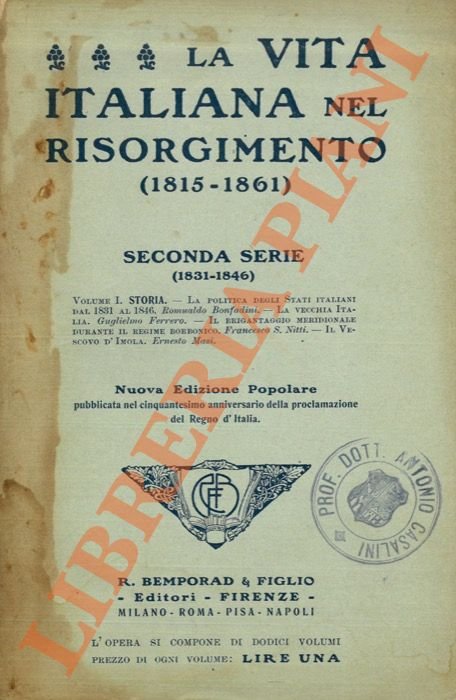 LA VITA
ITALIANA NEL
RISORGIMENTO
(1815-1861)
SECONDA SERIE
(1831-1846)
VOLUME I. STORIA. — LA POLITICA DEGLI STATI ITALIANI
DAL 1831 AL 1846. Romualdo Bonfadini. — LA VECCHIA ITA-
LIA. Guglielmo Ferrero. — IL BRIGANTAGGIO MERIDIONALE
DURANTE IL REGIME BORBONICO. Francesco S. Nitti. — IL VE-
SCOVO D'IMOLA. Ernesto Masi.
Nuova Edizione Popolare
pubblicata nel cinquantesimo anniversario della proclamazione
del Regno d'Italia.
PROF. DOTT. ANTONIO CASALINI
R. BEMPORAD & FIGLIO
- Editori - FIRENZE -
MILANO - ROMA - PISA - NAPOLI
L'OPERA SI COMPONE DI DODICI VOLUMI
PREZZO DI OGNI VOLUME: LIRE UNA
LIBRERIA PIANI